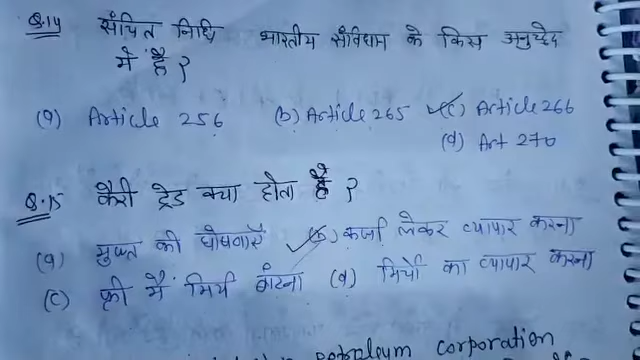 Q.14 संचित निधि भारतीय संविधान के किस अनुच्छेद
में है ?
(a) Article 256 (b) Article 265 (c) Article 266
(d) Art 270
Q.15 कैरी ट्रेड क्या होता है ?
(a) मुफ्त की घोषणाएँ (b) कर्जा लेकर व्यापार करना
(c) फ्री में मिर्च बांटना (d) मिर्चो का व्यापार करना
petroleum corporation